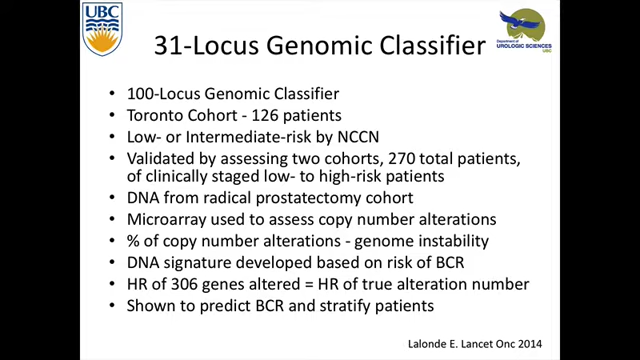 UBC
Department of
UROLOGIC SCIENCES
UBC
31-Locus Genomic Classifier
• 100-Locus Genomic Classifier
• Toronto Cohort - 126 patients
• Low- or Intermediate-risk by NCCN
• Validated by assessing two cohorts, 270 total patients,
of clinically staged low- to high-risk patients
• DNA from radical prostatectomy cohort
• Microarray used to assess copy number alterations
• % of copy number alterations - genome instability
• DNA signature developed based on risk of BCR
• HR of 306 genes altered = HR of true alteration number
• Shown to predict BCR and stratify patients
Lalonde E. Lancet Onc 2014